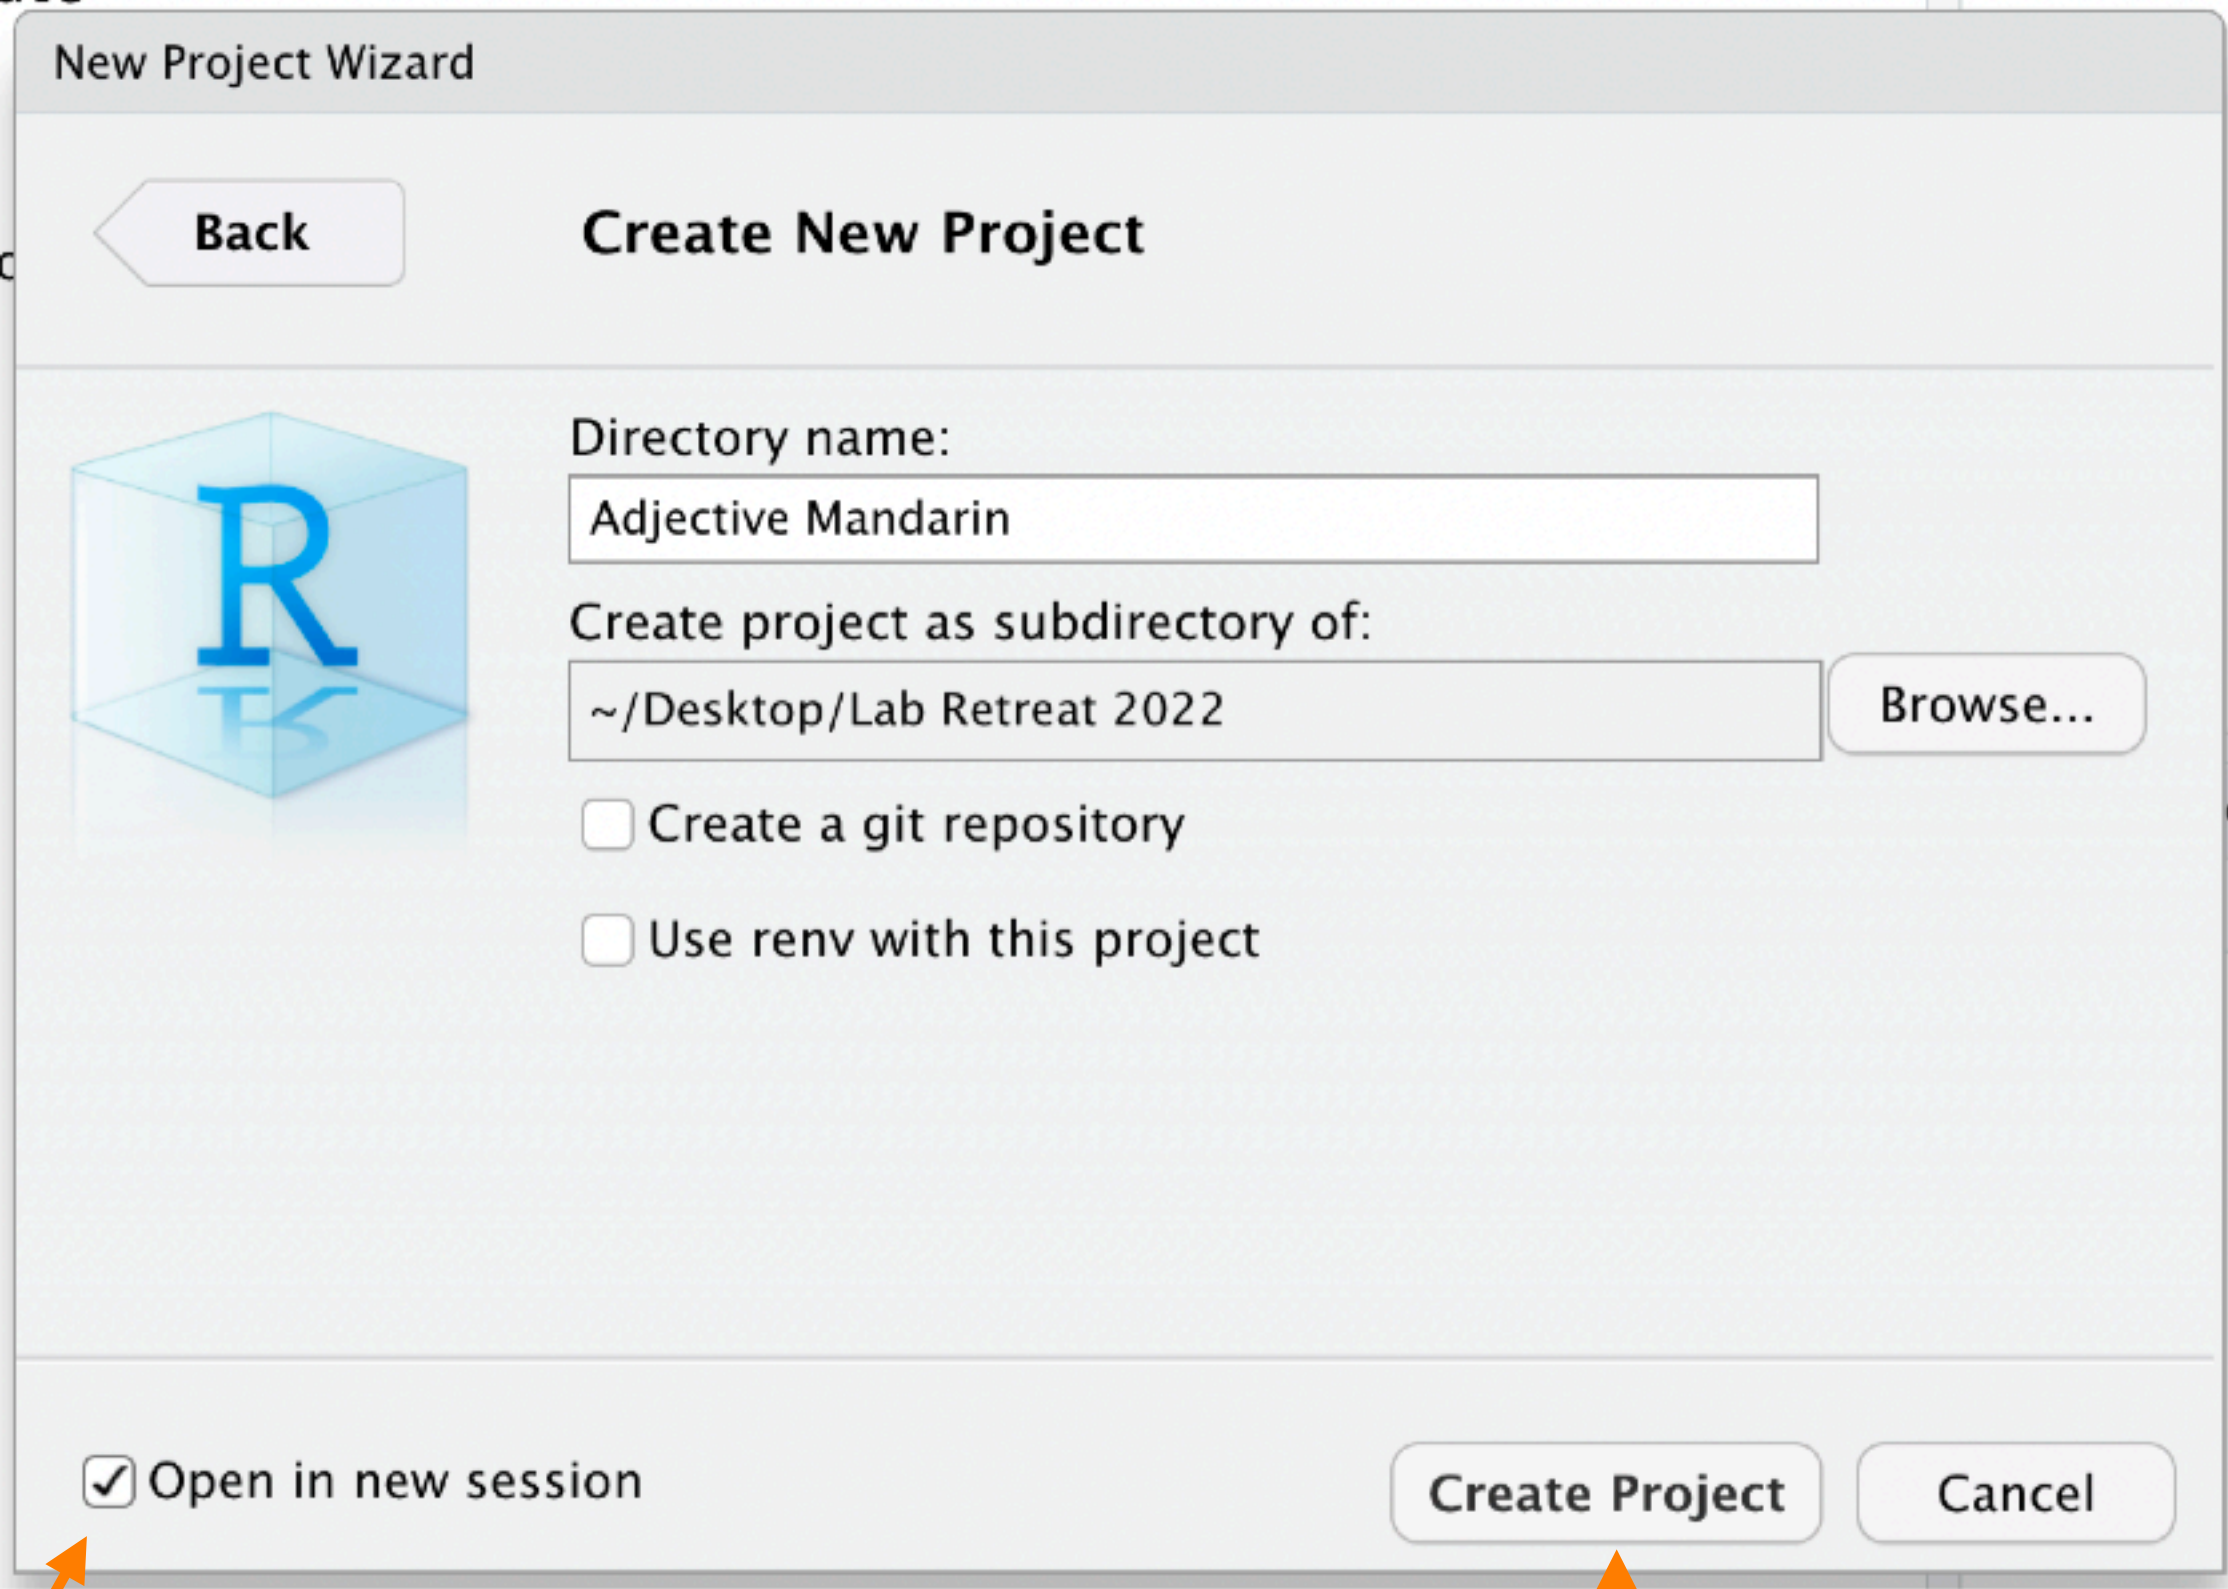 New Project Wizard
Back
Create New Project
R
Directory name:
Adjective Mandarin
Create project as subdirectory of:
~/Desktop/Lab Retreat 2022
Browse...
Create a git repository
Use renv with this project
Open in new session
Create Project
Cancel